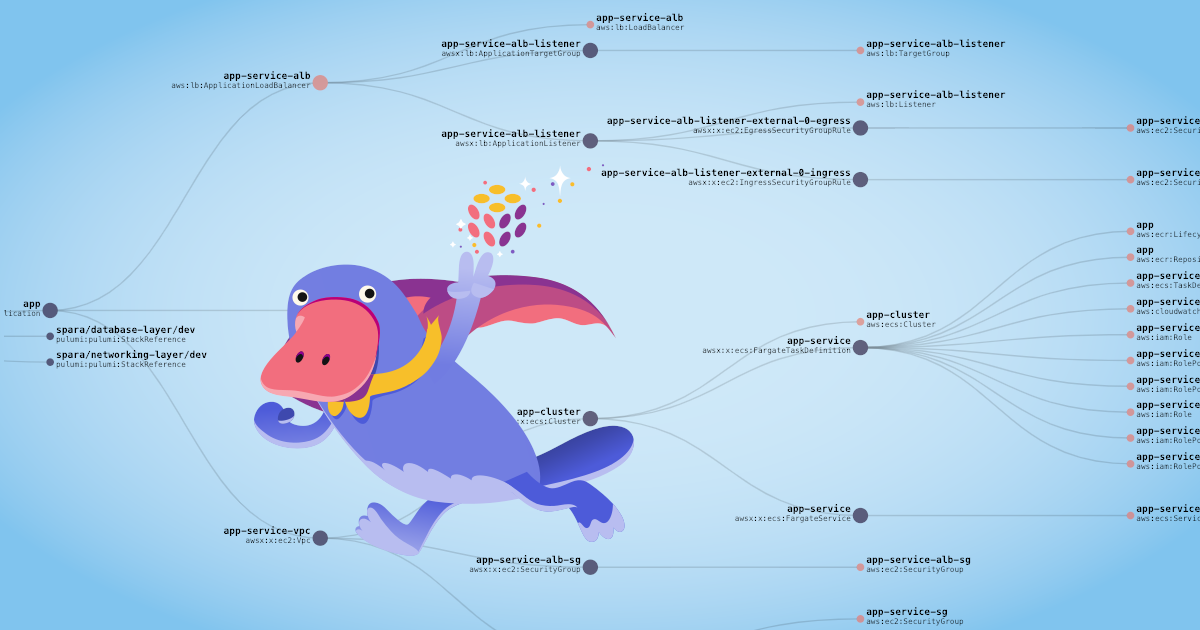 app-service-alb
aws:lb:LoadBalancer
app-service-alb-listener
awsx:lb:ApplicationTargetGroup
app-service-alb-listener
aws:lb:TargetGroup
app-service-alb
aws:lb:ApplicationLoadBalancer
app-service-alb-listener
aws:lb:Listener
app-service-alb-listener-external-0-egress
awsx:x:ec2:EgressSecurityGroupRule
app-service
aws:ec2:Securi
app-service-alb-listener
awsx:lb:ApplicationListener
app-service-alb-listener-external-0-ingress
awsx:x:ec2:IngressSecurityGroupRule
app-service
aws:ec2:Securi
app
aws:ecr:Lifecy
app
aws:ecr:Reposi
app-service
aws:ecs:TaskDe
app-service
aws:cloudwatch
app
lication
app-cluster
aws:ecs:Cluster
app-service
aws:iam:Role
spara/database-layer/dev
pulumi:pulumi:StackReference
app-service
awsx:x:ecs:FargateTaskDefinition
app-service
aws:iam:RolePo
spara/networking-layer/dev
pulumi:pulumi:StackReference
app-service
aws:iam:RolePo
app-service
aws:iam:Role
app-cluster
x:ecs:Cluster
app-service
aws:iam:RolePo
app-service
aws:iam:RolePo
app-service
awsx:x:ecs:FargateService
app-service
aws:ecs:Servic
app-service-vpc
awsx:x:ec2:Vpc
app-service-alb-sg
awsx:x:ec2:SecurityGroup
app-service-alb-sg
aws:ec2:SecurityGroup
app-service-sg
aws:ec2:SecurityGroup